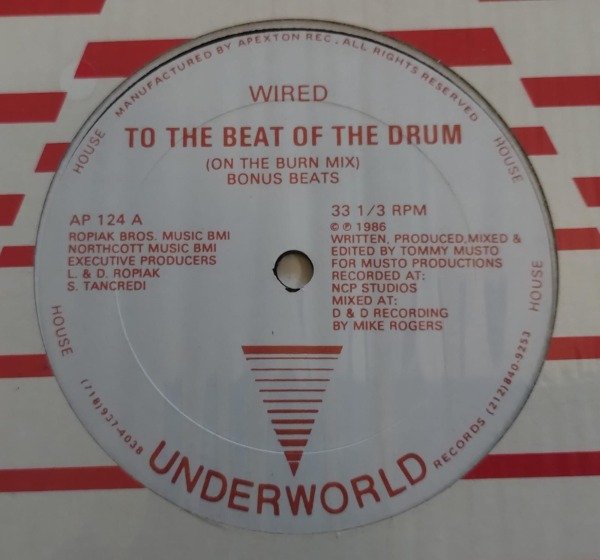 MANUFACTURED BY APEXTON REC. ALL RIGHTS RESERVED
WIRED
TO THE BEAT OF THE DRUM
(ON THE BURN MIX)
BONUS BEATS
AP 124 A
ROPIAK BROS. MUSIC BMI
NORTHCOTT MUSIC BMI
EXECUTIVE PRODUCERS
L. & D. ROPIAK
S. TANCREDI
33 1/3 RPM
© ℗ 1986
WRITTEN, PRODUCED,MIXED &
EDITED BY TOMMY MUSTO
FOR MUSTO PRODUCTIONS
RECORDED AT:
NCP STUDIOS
MIXED AT:
D & D RECORDING
BY MIKE ROGERS
HOUSE
HOUSE
HOUSE
HOUSE
(718)937-4038
UNDERWORLD
RECORDS (212)840-9253